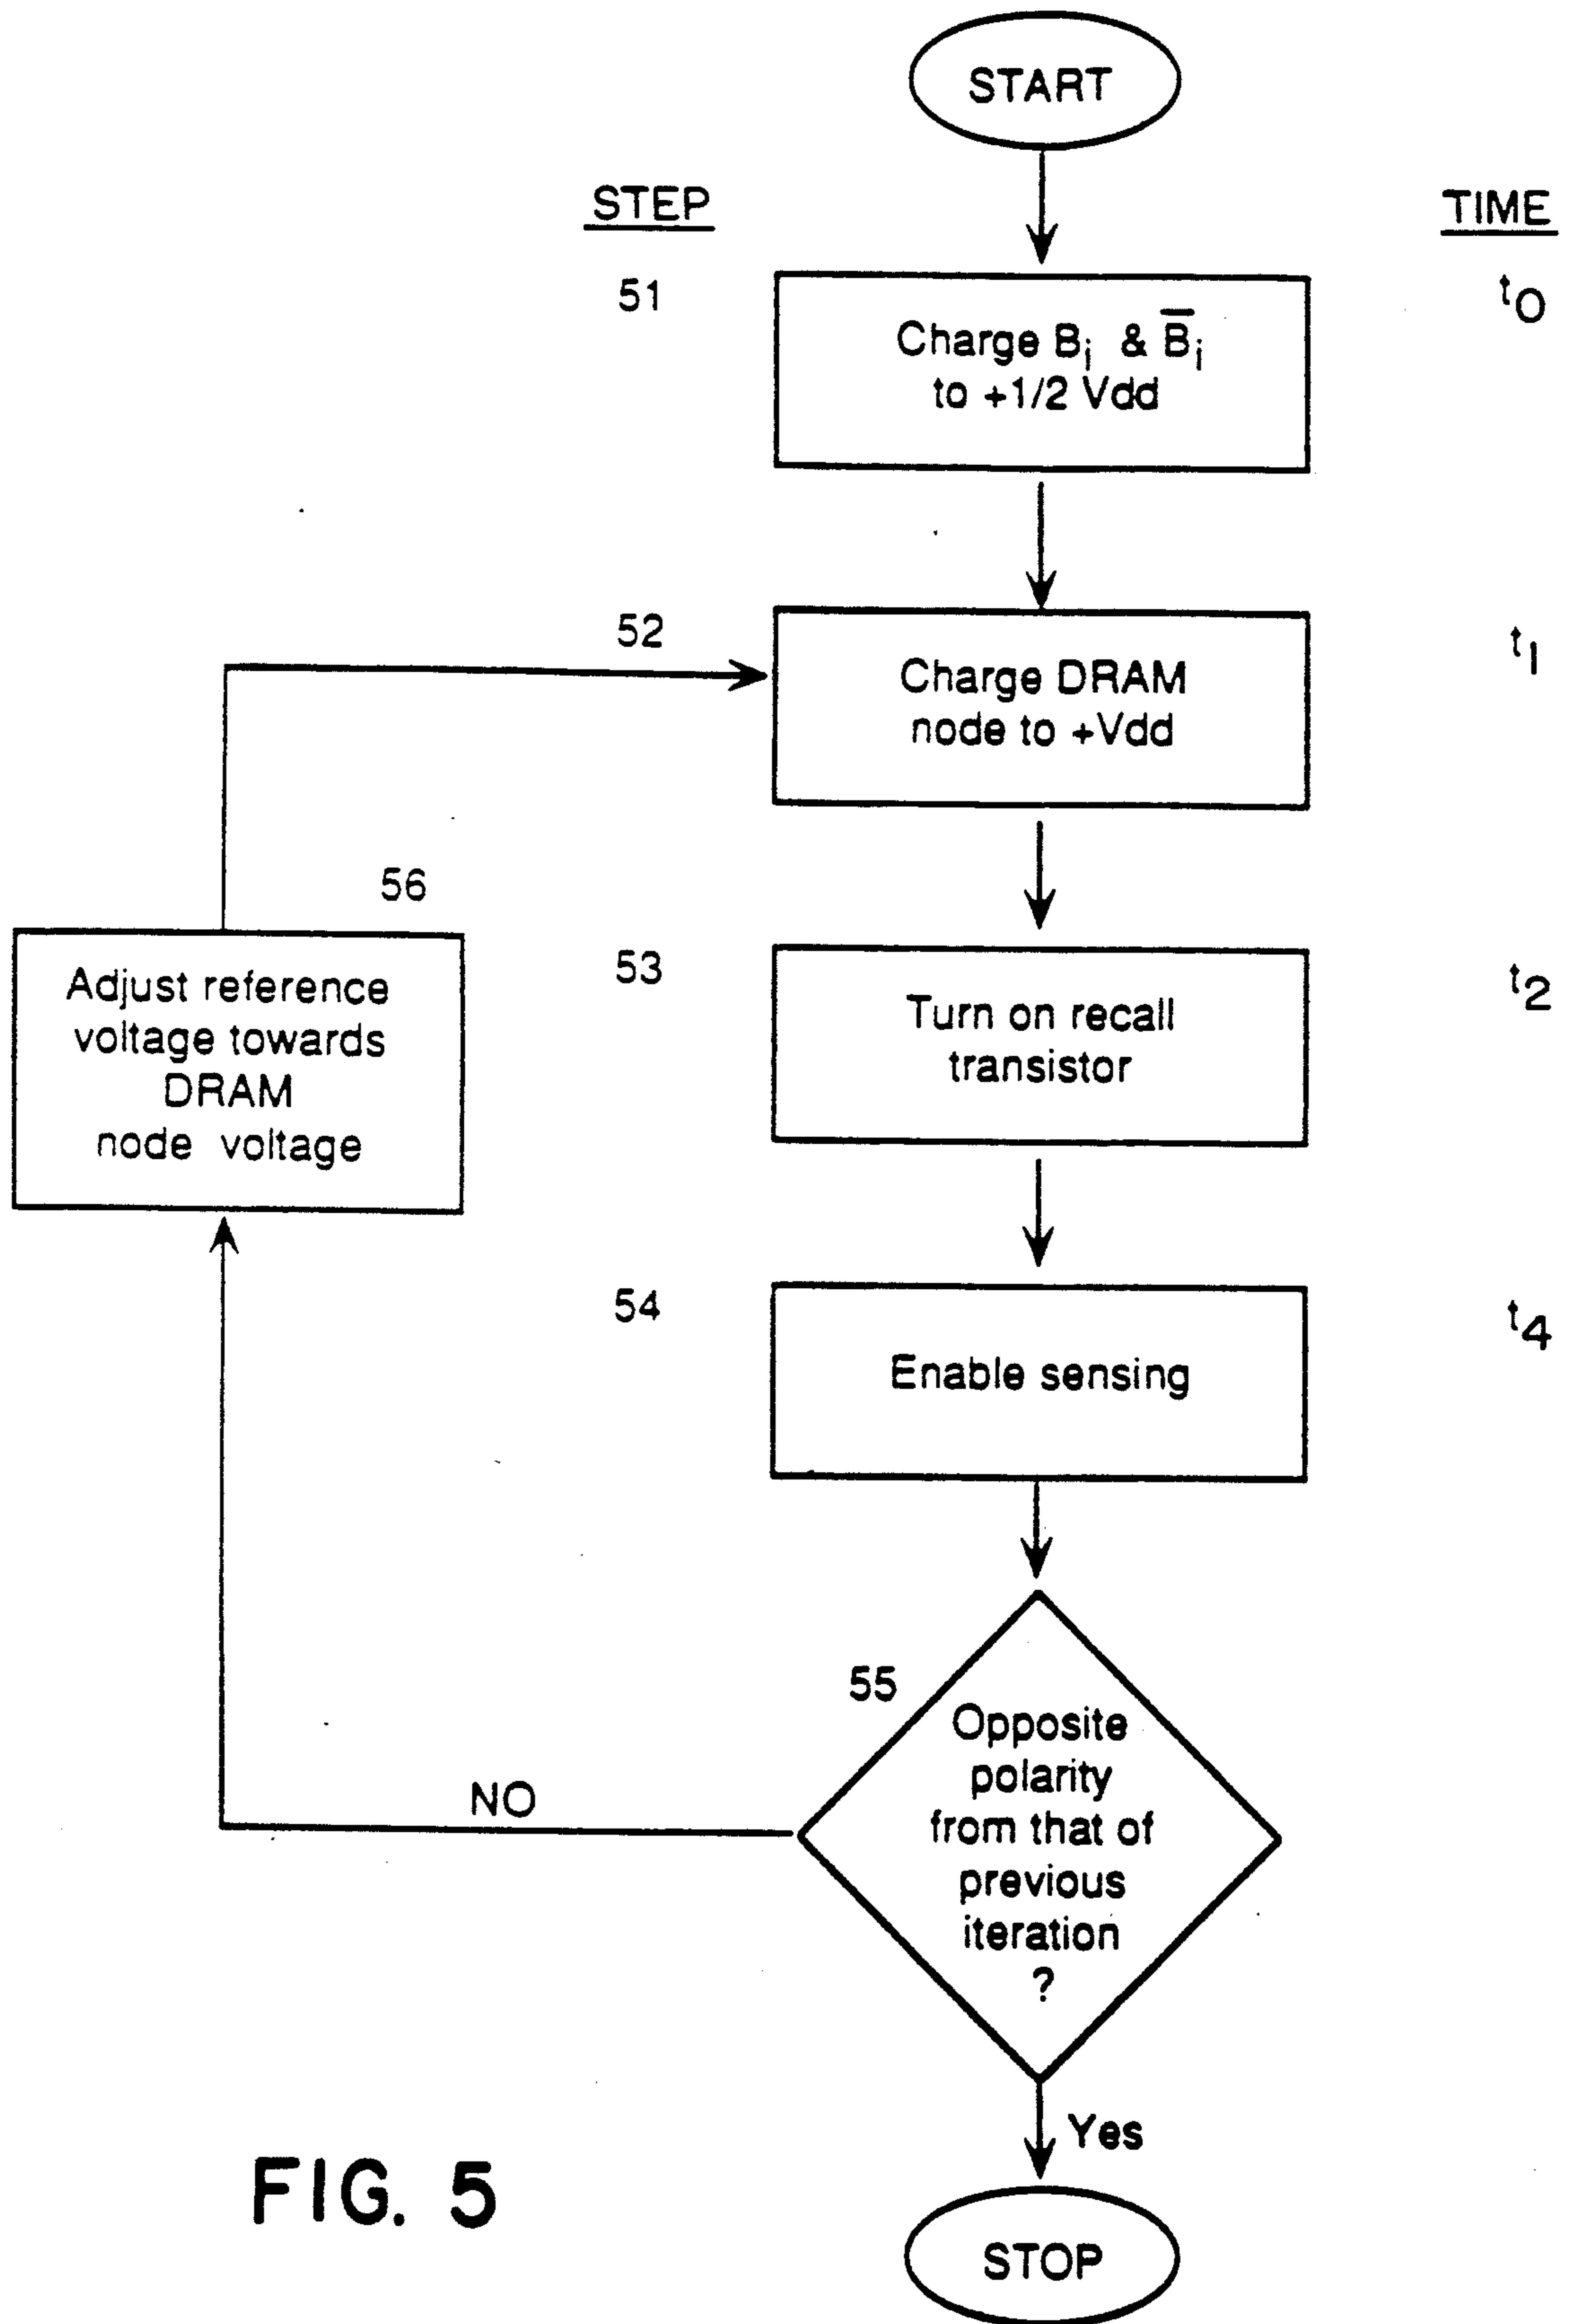 START
STEP
TIME
51
t0
Charge Bi & B̅i
to +1/2 Vdd
52
t1
Charge DRAM
node to +Vdd
56
53
t2
Adjust reference
voltage towards
DRAM
node voltage
Turn on recall
transistor
54
t4
Enable sensing
55
Opposite
polarity
from that of
previous
iteration
?
NO
Yes
FIG. 5
STOP